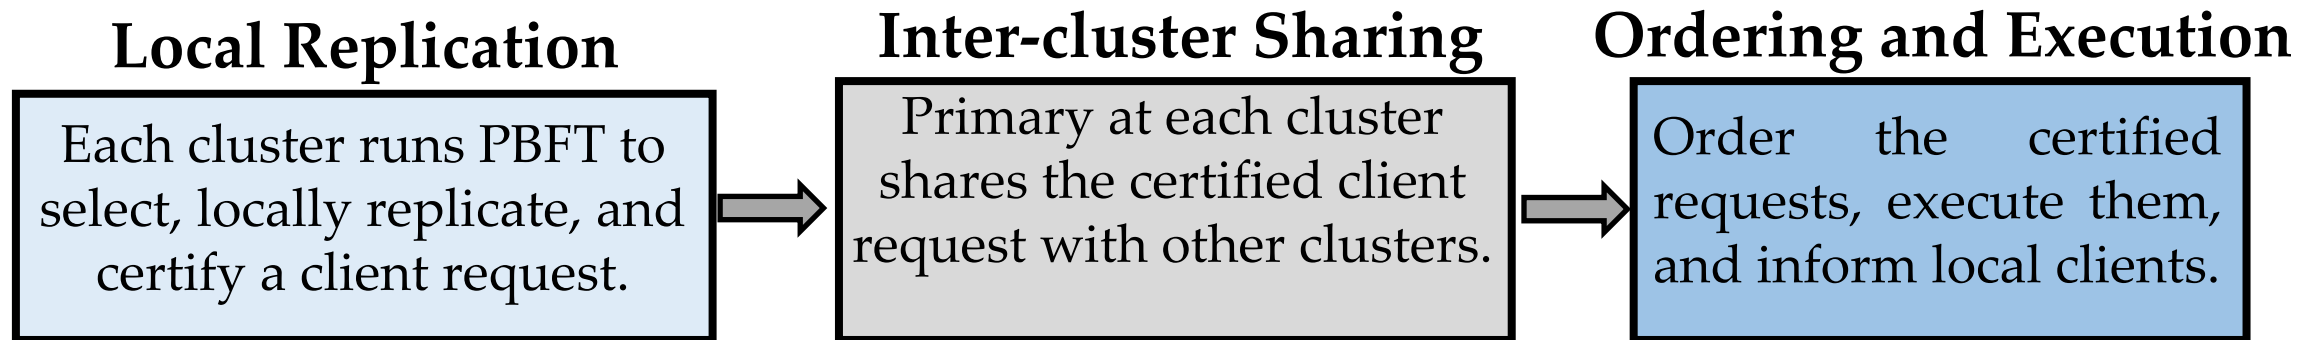 Local Replication
Each cluster runs PBFT to
select, locally replicate, and
certify a client request.
Inter-cluster Sharing
Primary at each cluster
shares the certified client
request with other clusters.
Ordering and Execution
Order the certified
requests, execute them,
and inform local clients.